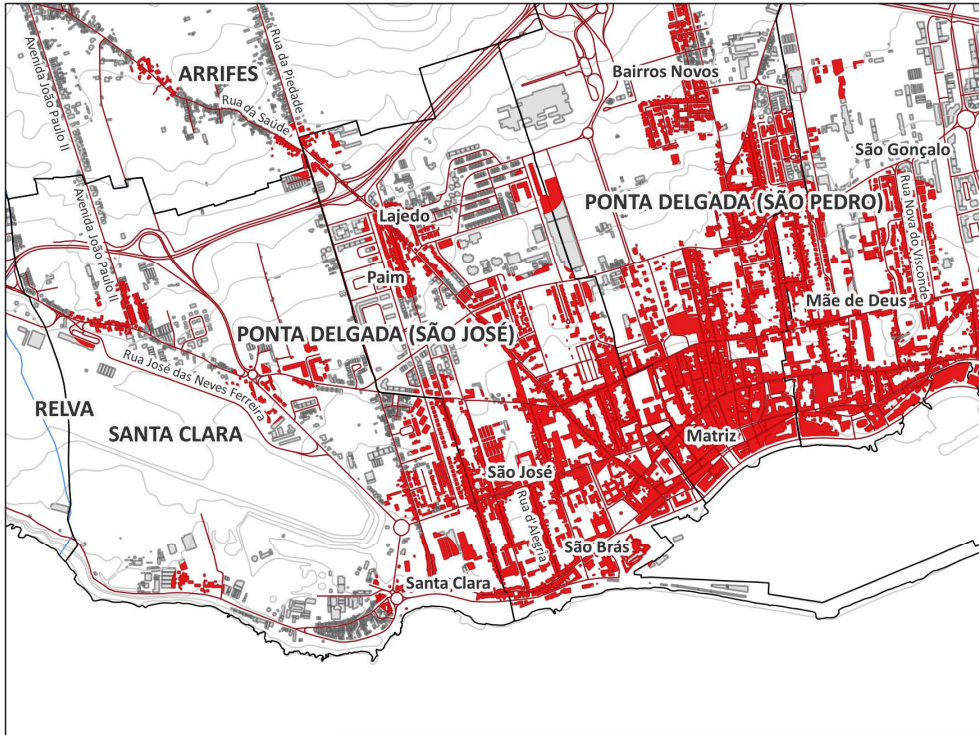 Avenida João Paulo II
ARRIFES
Rua da Piedade
Rua da Saúde
Bairros Novos
São Gonçalo
PONTA DELGADA (SÃO PEDRO)
Rua Nova do Visconde
Avenida João Paulo II
Lajedo
Paim
Mãe de Deus
PONTA DELGADA (SÃO JOSÉ)
Rua José das Neves Ferreira
RELVA
SANTA CLARA
Matriz
São José
Rua d'Alegria
São Brás
Santa Clara